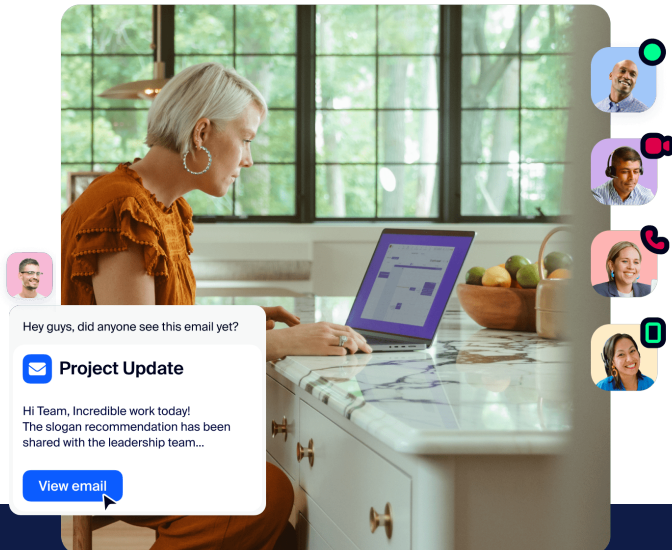 Hey guys, did anyone see this email yet?
Project Update
Hi Team, Incredible work today!
The slogan recommendation has been
shared with the leadership team...
View email